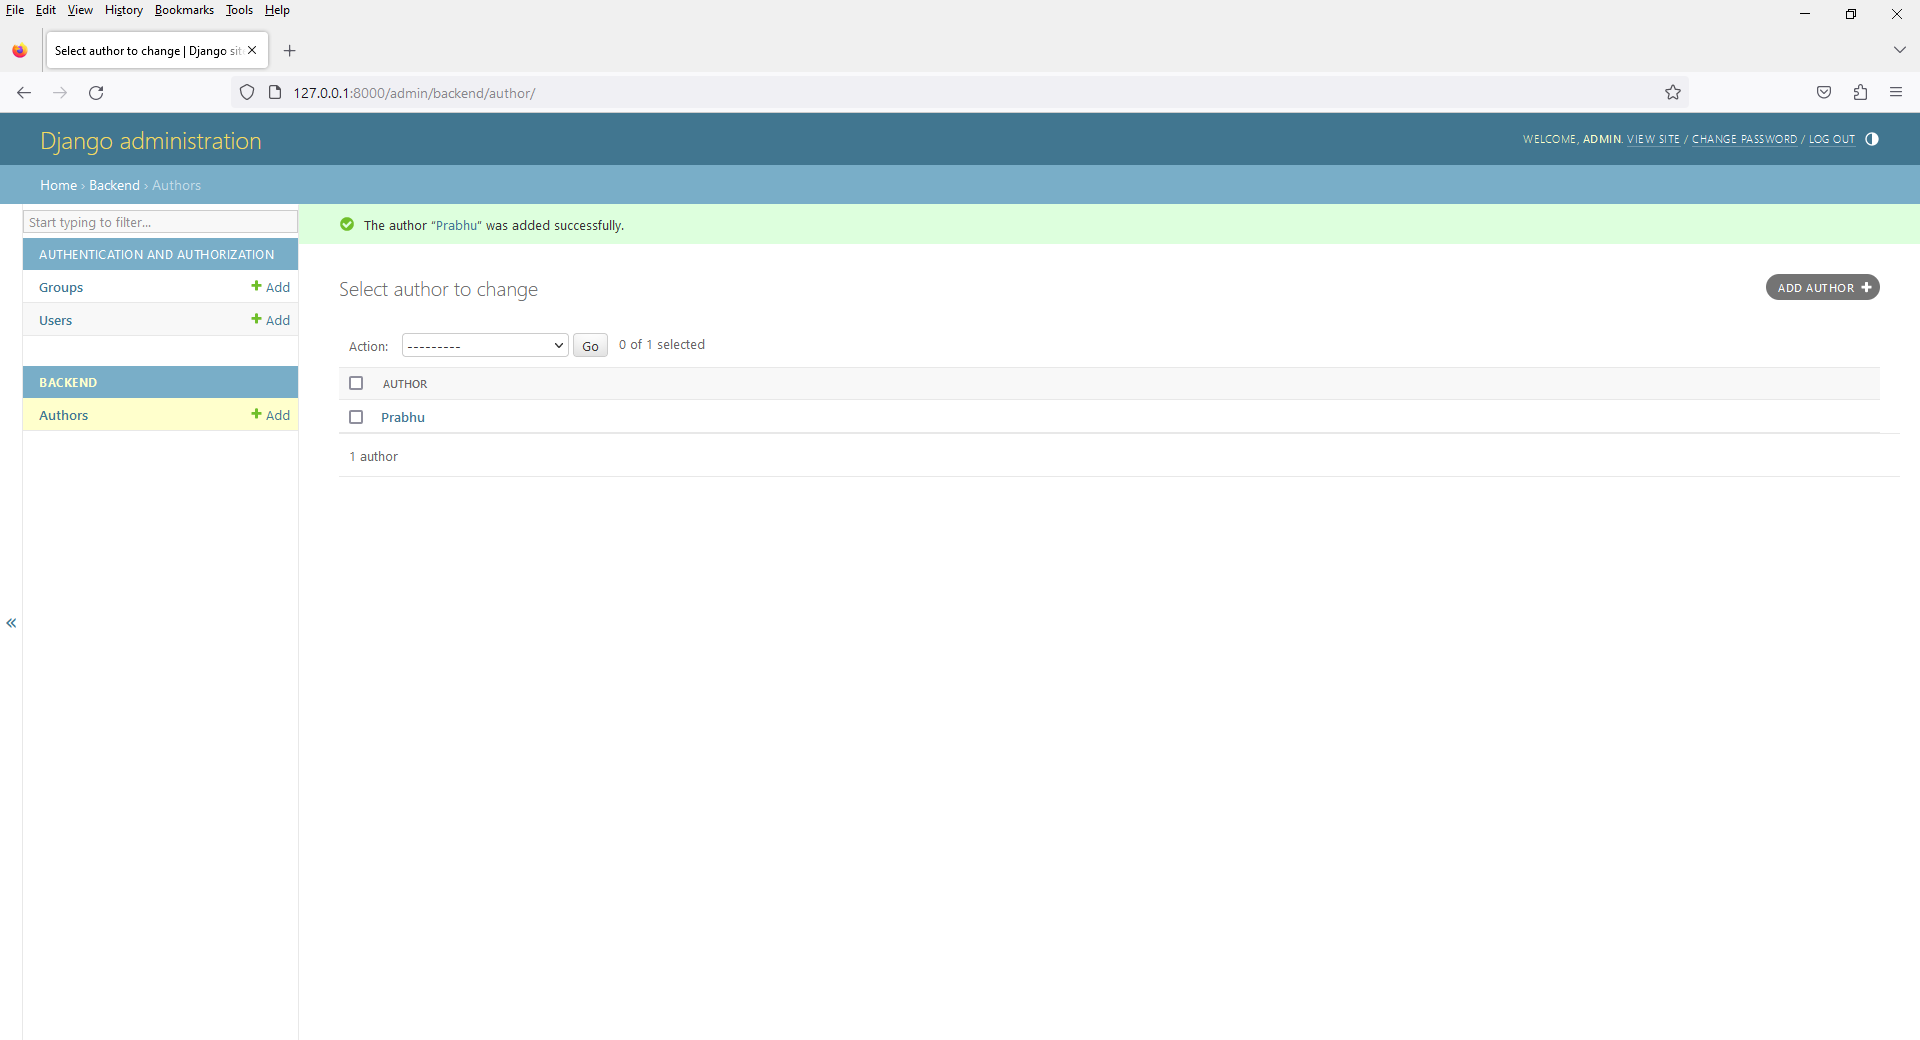 File Edit View History Bookmarks Tools Help
Select author to change | Django sit
127.0.0.1:8000/admin/backend/author/
Django administration
WELCOME, ADMIN. VIEW SITE / CHANGE PASSWORD / LOG OUT
Home › Backend › Authors
Start typing to filter...
The author “Prabhu” was added successfully.
AUTHENTICATION AND AUTHORIZATION
Groups Add
Users Add
BACKEND
Authors Add
Select author to change
ADD AUTHOR
Action: --------- Go 0 of 1 selected
AUTHOR
Prabhu
1 author
«